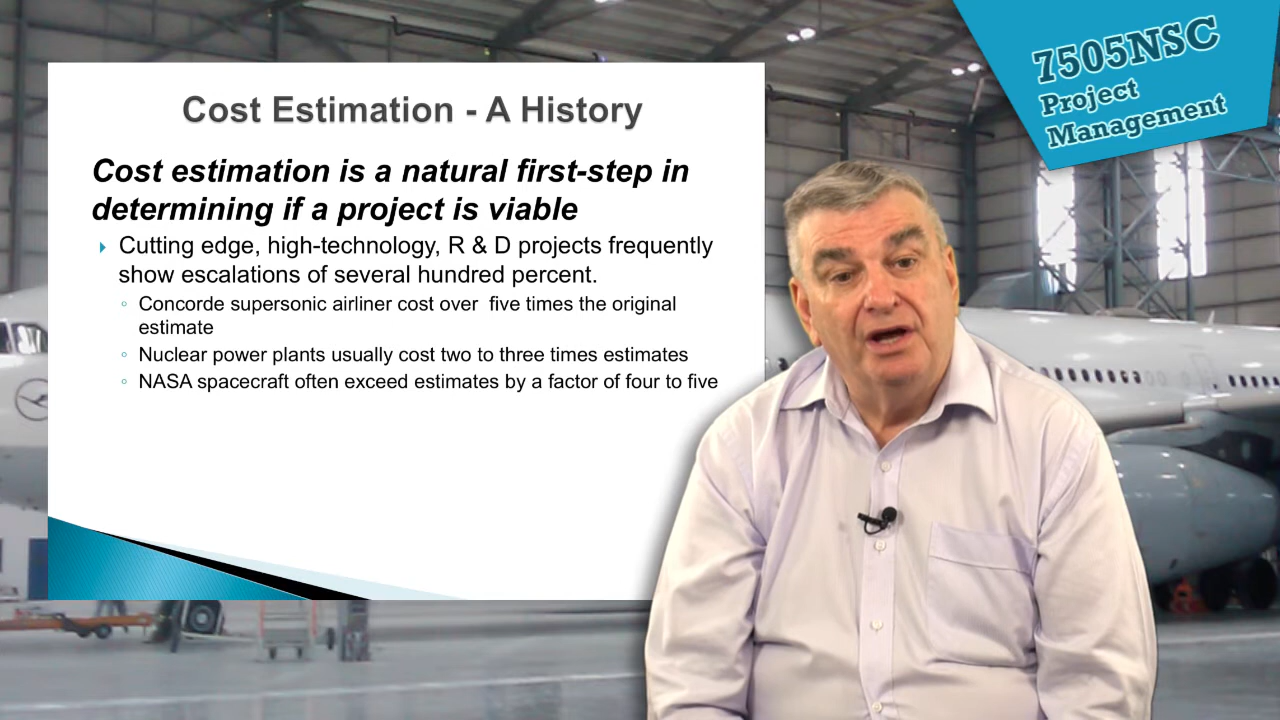 Cost Estimation - A History
Cost estimation is a natural first-step in
determining if a project is viable
Cutting edge, high-technology, R & D projects frequently
show escalations of several hundred percent.
Concorde supersonic airliner cost over  five times the original
estimate
Nuclear power plants usually cost two to three times estimates
NASA spacecraft often exceed estimates by a factor of four to five
7505NSC
Project
Management